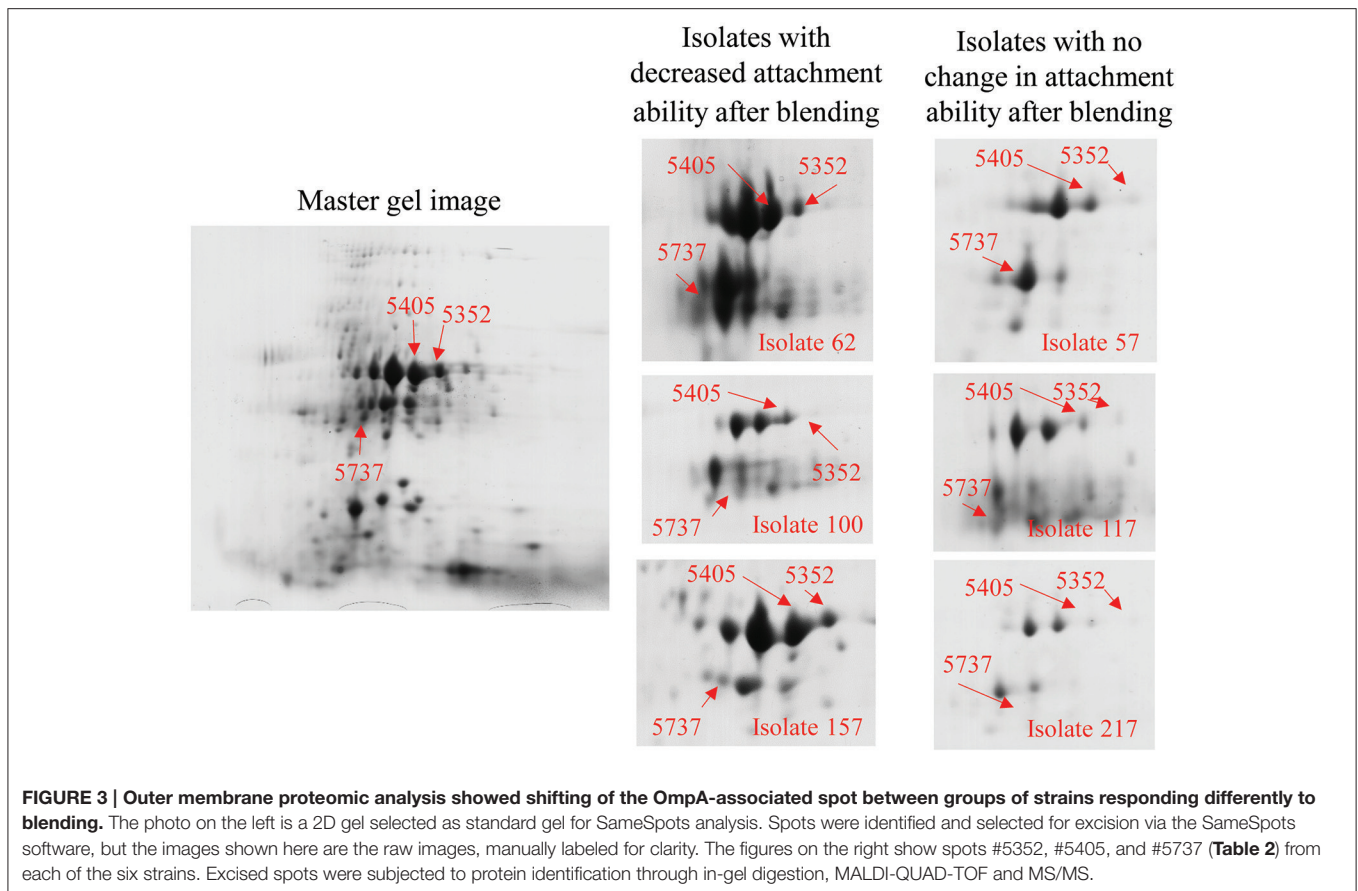 Master gel image
5405
5352
5737
Isolates with
decreased attachment
ability after blending
5405
5352
5737
Isolate 62
5405
5352
5737
Isolate 100
5405
5352
5737
Isolate 157
Isolates with no
change in attachment
ability after blending
5405
5352
5737
Isolate 57
5405
5352
5737
Isolate 117
5405
5352
5737
Isolate 217
FIGURE 3 | Outer membrane proteomic analysis showed shifting of the OmpA-associated spot between groups of strains responding differently to
blending. The photo on the left is a 2D gel selected as standard gel for SameSpots analysis. Spots were identified and selected for excision via the SameSpots
software, but the images shown here are the raw images, manually labeled for clarity. The figures on the right show spots #5352, #5405, and #5737 (Table 2) from
each of the six strains. Excised spots were subjected to protein identification through in-gel digestion, MALDI-QUAD-TOF and MS/MS.